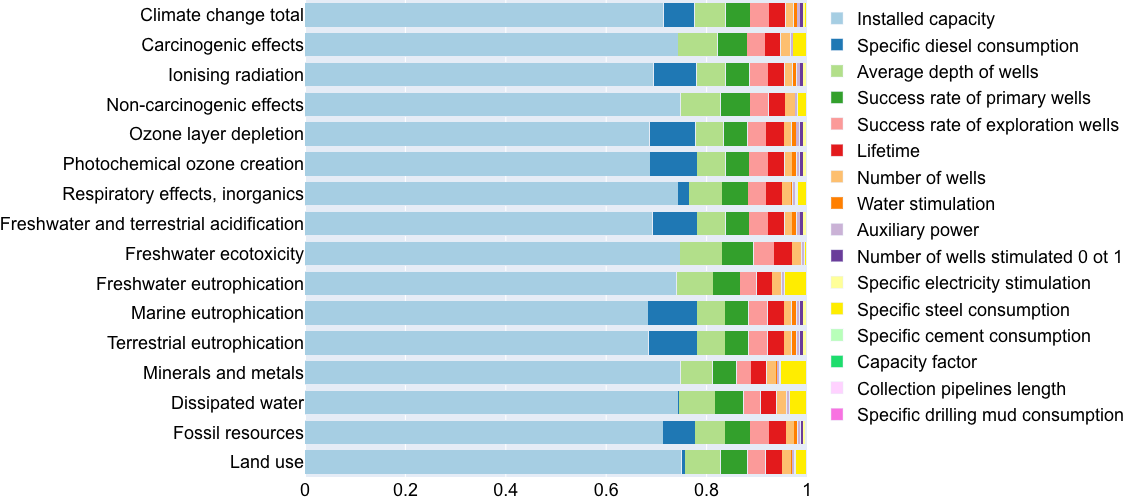 Climate change total
Carcinogenic effects
Ionising radiation
Non-carcinogenic effects
Ozone layer depletion
Photochemical ozone creation
Respiratory effects, inorganics
Freshwater and terrestrial acidification
Freshwater ecotoxicity
Freshwater eutrophication
Marine eutrophication
Terrestrial eutrophication
Minerals and metals
Dissipated water
Fossil resources
Land use
0
0.2
0.4
0.6
0.8
1
Installed capacity
Specific diesel consumption
Average depth of wells
Success rate of primary wells
Success rate of exploration wells
Lifetime
Number of wells
Water stimulation
Auxiliary power
Number of wells stimulated 0 ot 1
Specific electricity stimulation
Specific steel consumption
Specific cement consumption
Capacity factor
Collection pipelines length
Specific drilling mud consumption